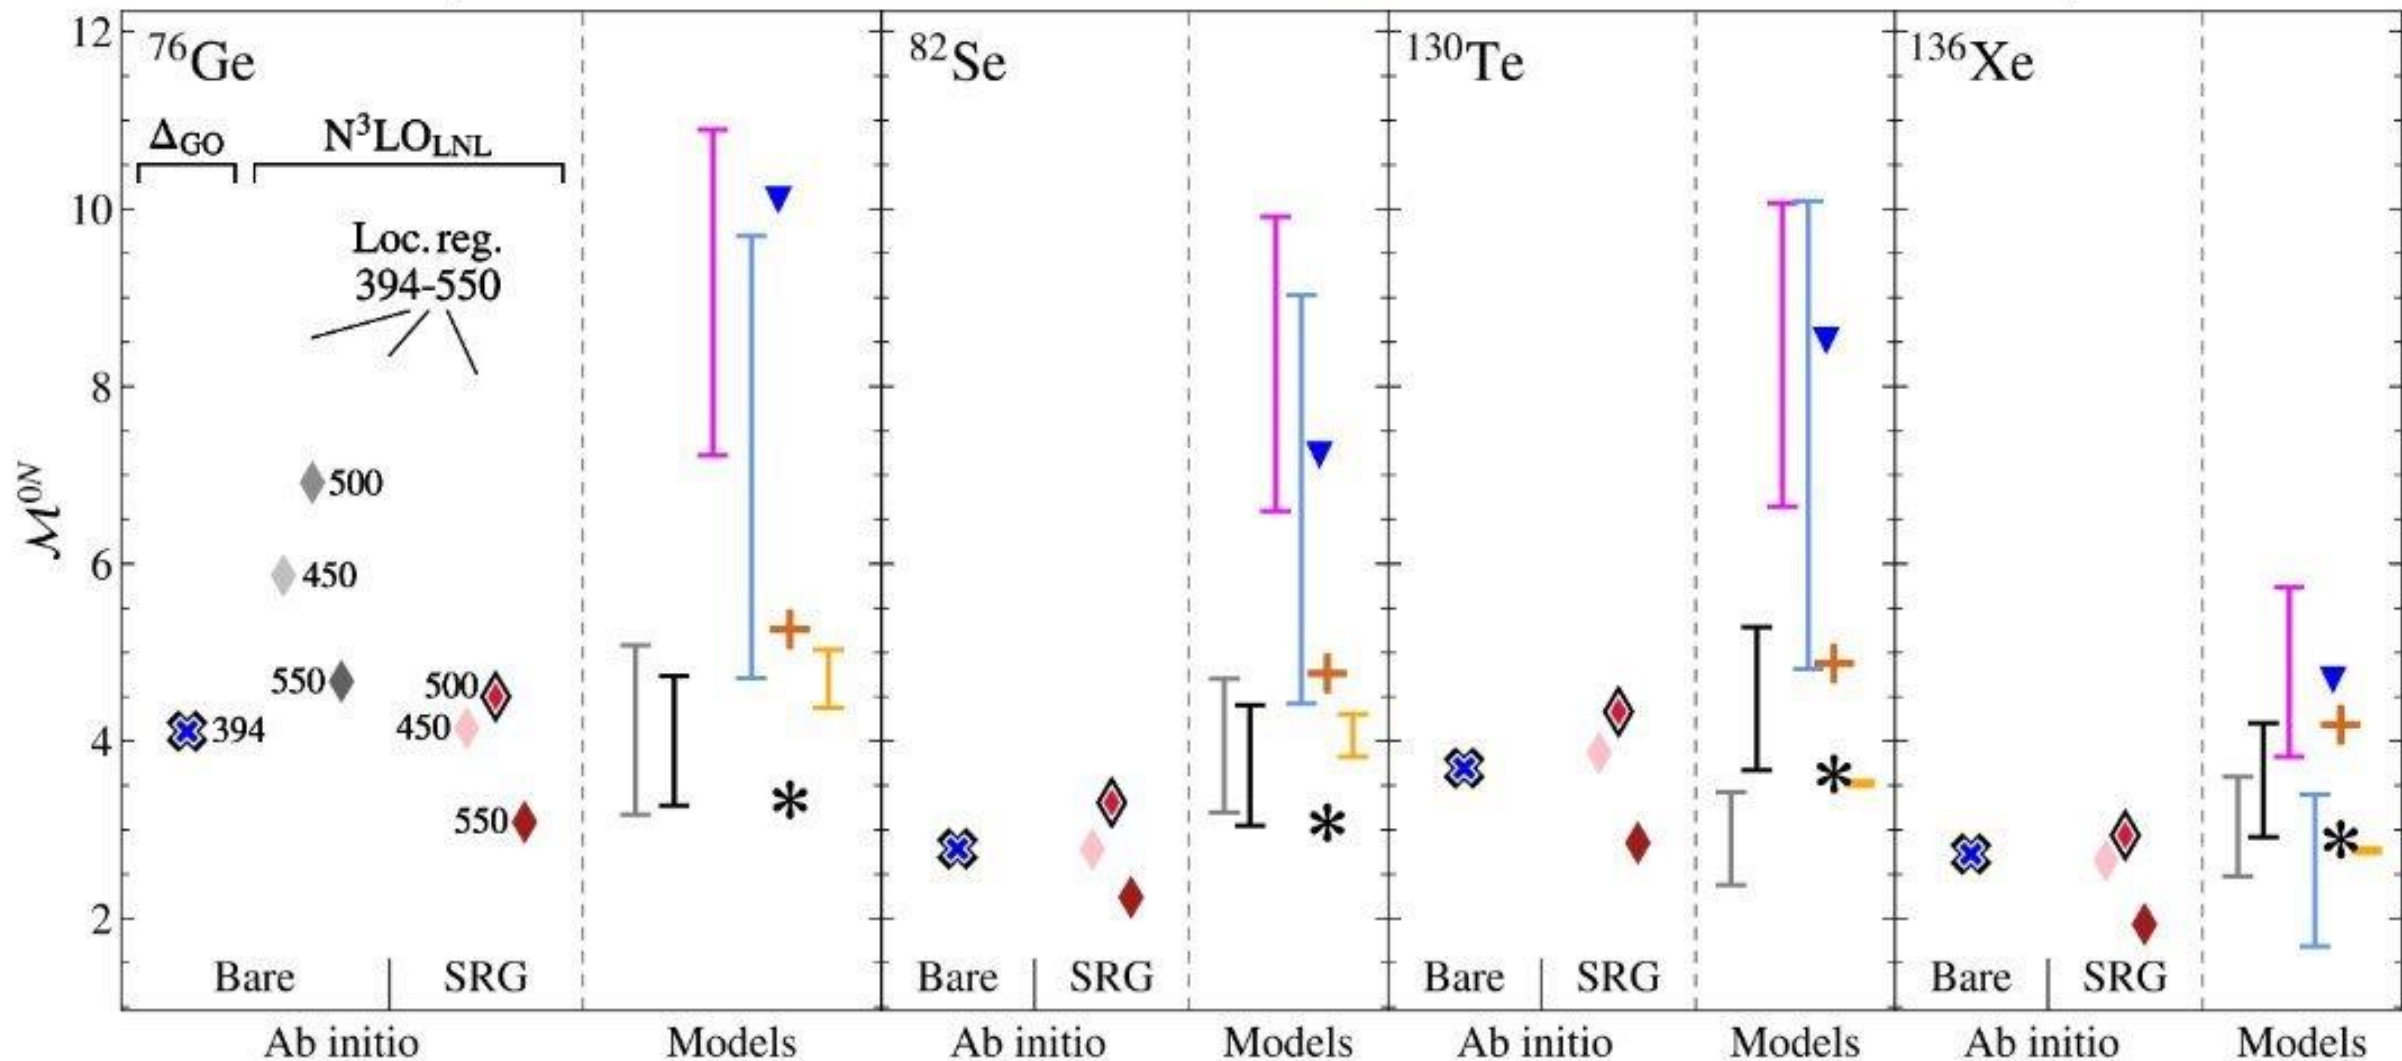 ⁷⁶Ge
⁸²Se
¹³⁰Te
¹³⁶Xe
Δ_GO
N³LO_LNL
Loc. reg.
394-550
12
10
8
6
4
2
ℳ⁰ᴺ
500
450
550
394
500
450
550
Bare SRG
Bare SRG
Bare SRG
Bare SRG
Ab initio Models
Ab initio Models
Ab initio Models
Ab initio Models